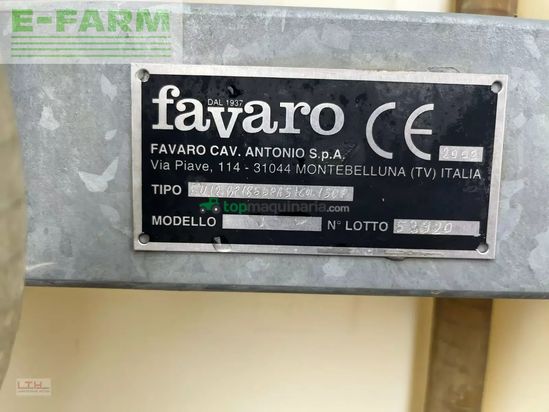 E-FARM
favaro
DAL 1937
CE
FAVARO CAV. ANTONIO S.p.A.
Via Piave, 114 - 31044 MONTEBELLUNA (TV) ITALIA
TIPO
topmaquinaria.com
MODELLO N° LOTTO
LTH